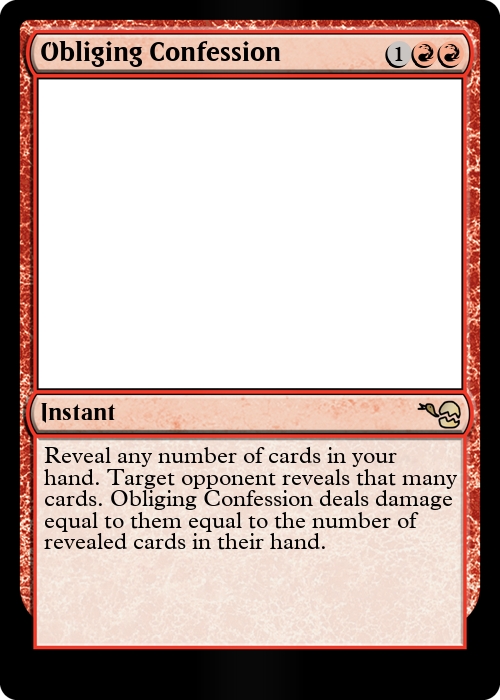 Obliging Confession 1
Instant
Reveal any number of cards in your
hand. Target opponent reveals that many
cards. Obliging Confession deals damage
equal to them equal to the number of
revealed cards in their hand.